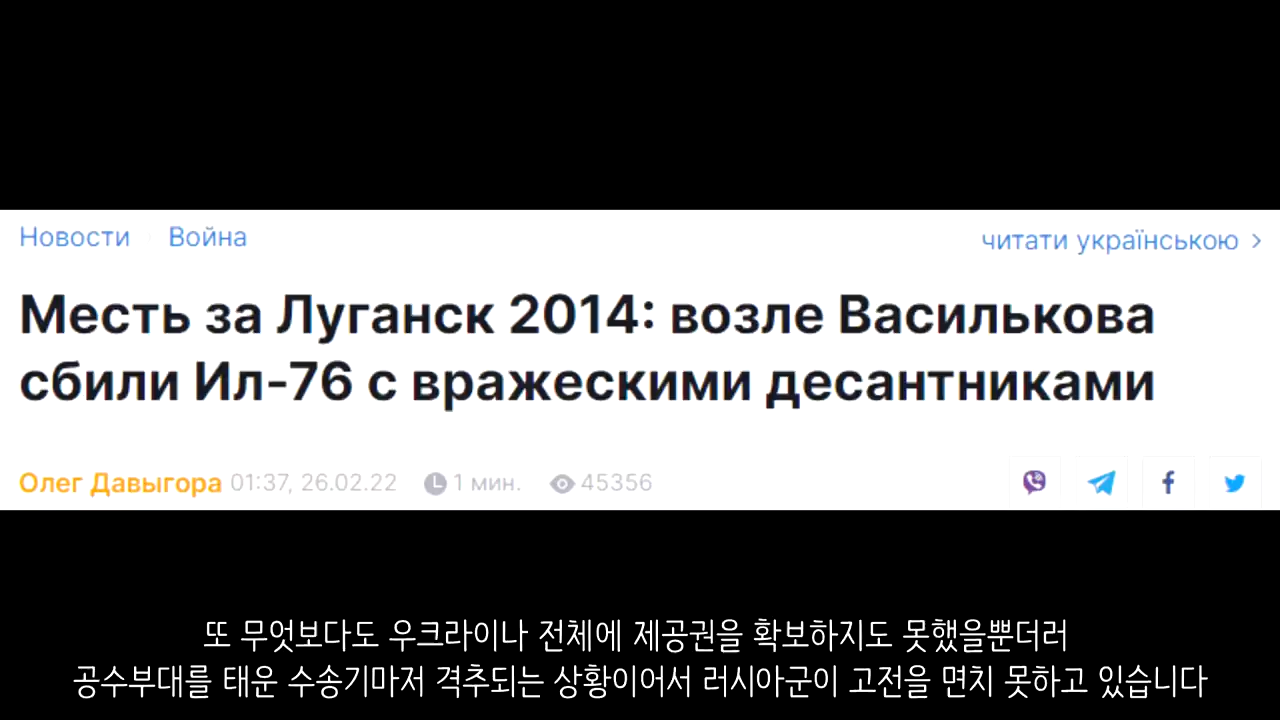 Новости Война читати українською >
Месть за Луганск 2014: возле Василькова
сбили Ил-76 с вражескими десантниками
Олег Давыгора 01:37, 26.02.22 1 мин. 45356
또 무엇보다도 우크라이나 전체에 제공권을 확보하지도 못했을뿐더러
공수부대를 태운 수송기마저 격추되는 상황이어서 러시아군이 고전을 면치 못하고 있습니다